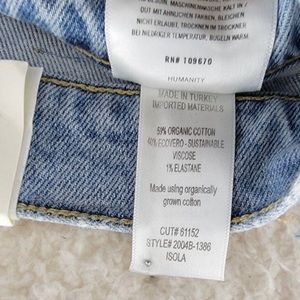 DESIGN. MASCHINENWÄSCHE KALT IN
DUT MIT ÄHNLICHEN FARBEN, BLEICHEN
NICHT ERLAUBT, TROCKNEN IM TROCKNER
BEI NIEDRIGER TEMPERATUR, BÜGELN WARM.
RN# 109670
HUMANITY
MADE IN TURKEY
IMPORTED MATERIALS
59% ORGANIC COTTON
40% ECOVERO - SUSTAINABLE
VISCOSE
1% ELASTANE
Made using organically
grown cotton
CUT# 61152
STYLE# 2004B-1386
ISOLA